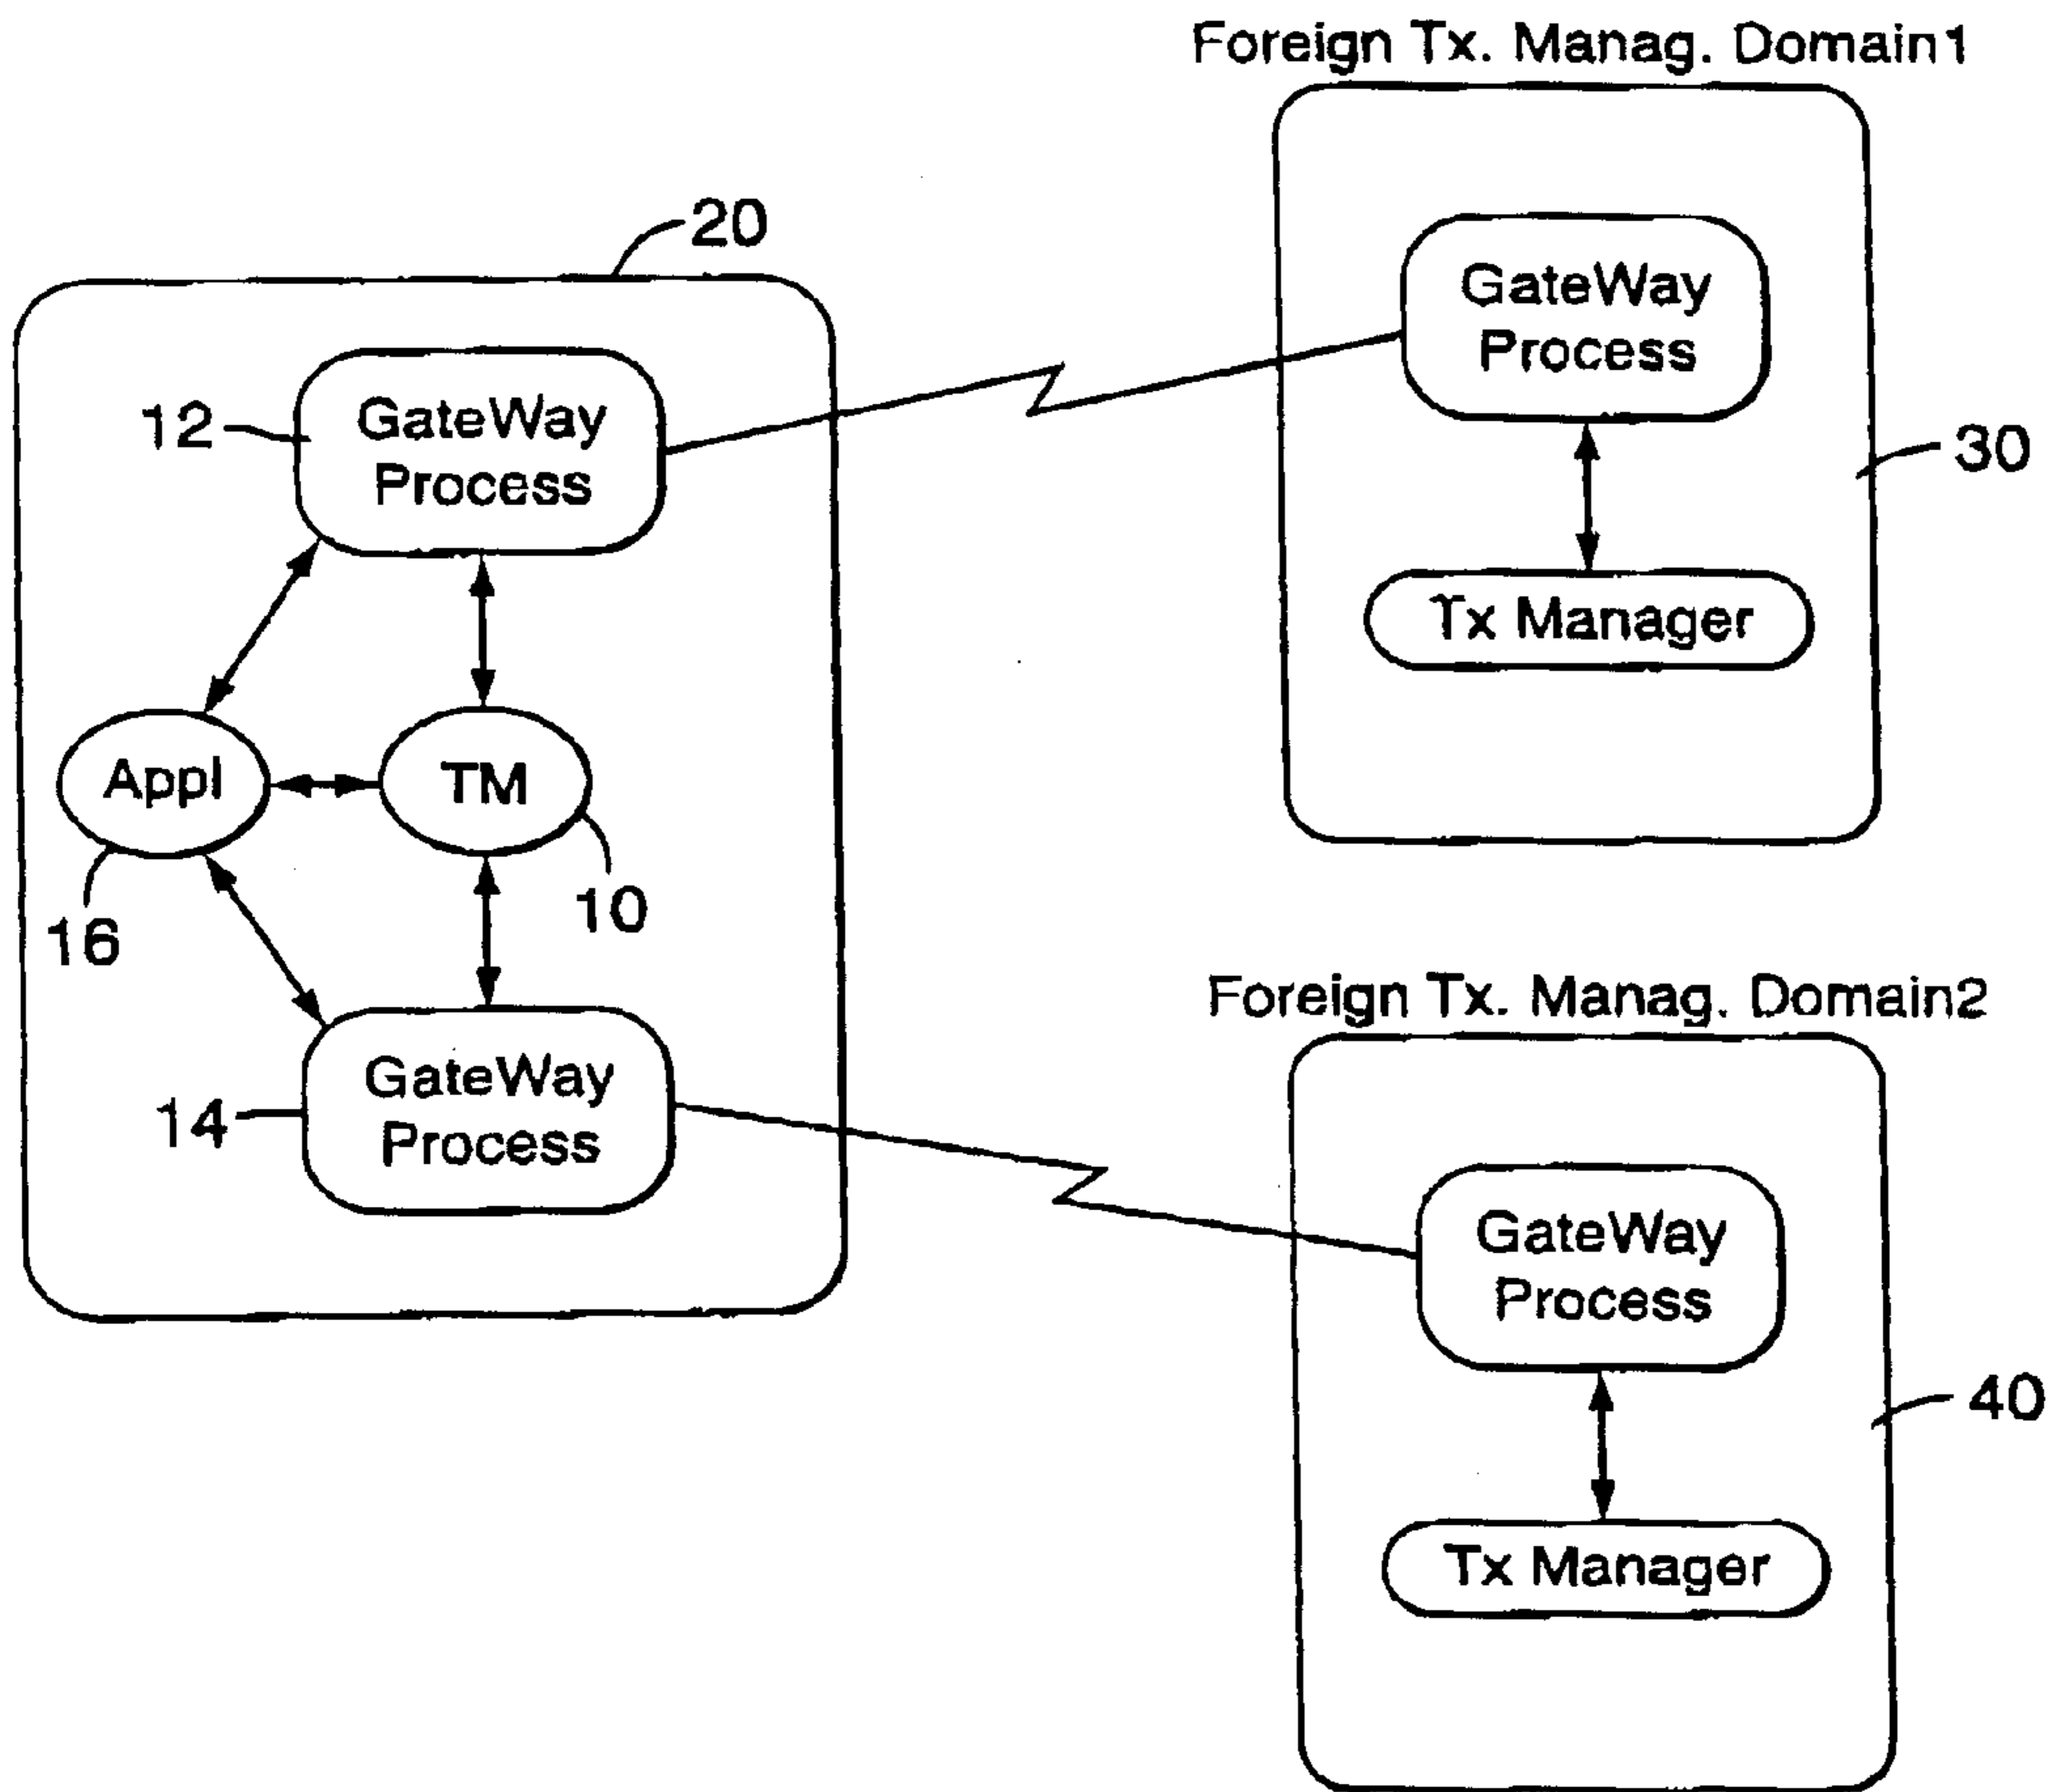 Foreign Tx. Manag. Domain1
20
GateWay
Process
12
GateWay
Process
30
Tx Manager
Appl
TM
10
16
Foreign Tx. Manag. Domain2
GateWay
Process
14
GateWay
Process
40
Tx Manager